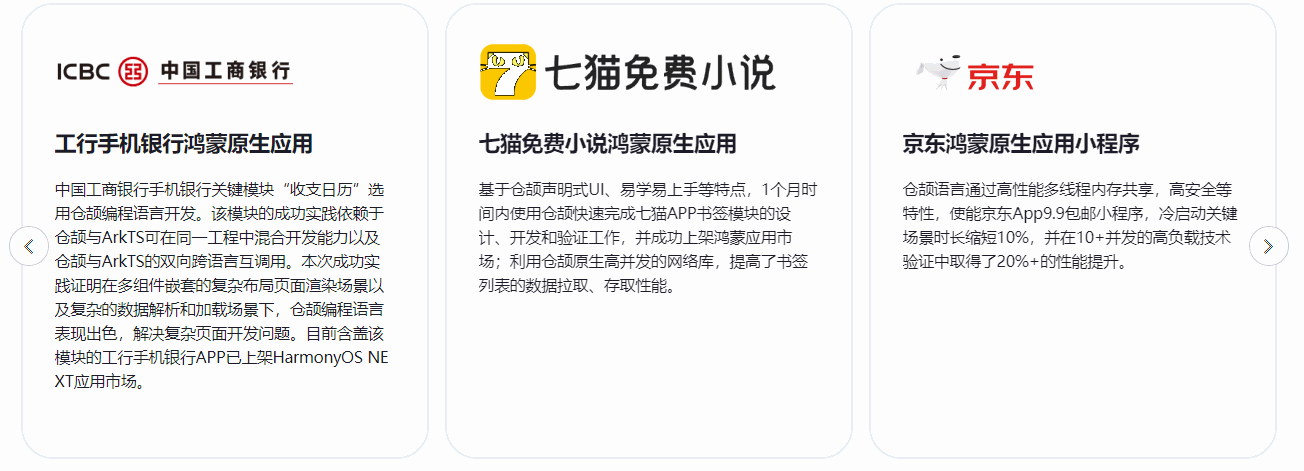 ICBC 中国工商银行
工行手机银行鸿蒙原生应用
中国工商银行手机银行关键模块“收支日历”选
用仓颉编程语言开发。该模块的成功实践依赖于
仓颉与ArkTS可在同一工程中混合开发能力以及
仓颉与ArkTS的双向跨语言互调用。本次成功实
践证明在多组件嵌套的复杂布局页面渲染场景以
及复杂的数据解析和加载场景下，仓颉编程语言
表现出色，解决复杂页面开发问题。目前含盖该
模块的工行手机银行APP已上架HarmonyOS NE
XT应用市场。
七猫免费小说
七猫免费小说鸿蒙原生应用
基于仓颉声明式UI、易学易上手等特点，1个月时
间内使用仓颉快速完成七猫APP书签模块的设
计、开发和验证工作，并成功上架鸿蒙应用市
场；利用仓颉原生高并发的网络库，提高了书签
列表的数据拉取、存取性能。
京东
京东鸿蒙原生应用小程序
仓颉语言通过高性能多线程内存共享，高安全等
特性，使能京东App9.9包邮小程序，冷启动关键
场景时长缩短10%，并在10+并发的高负载技术
验证中取得了20%+的性能提升。